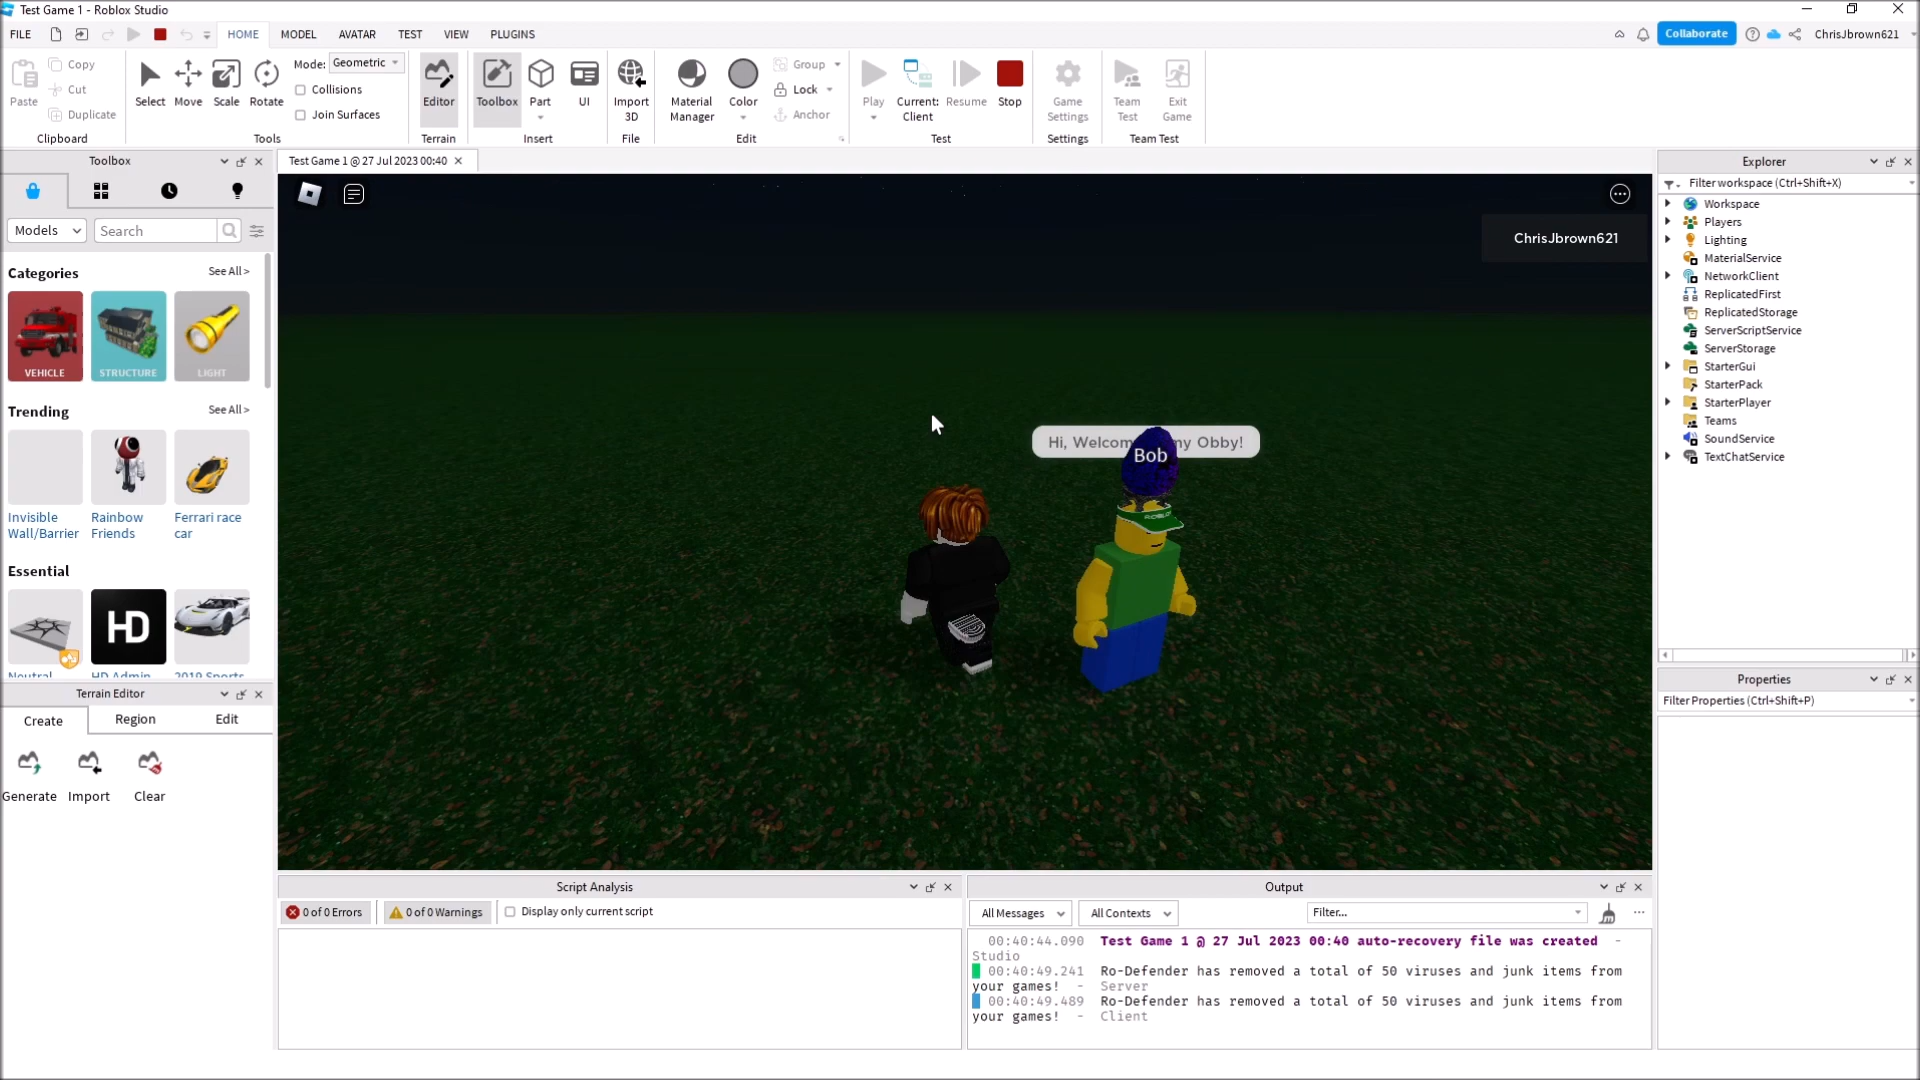 Test Game 1 - Roblox Studio
FILE HOME MODEL AVATAR TEST VIEW PLUGINS Collaborate ChrisJbrown621
Paste Copy Cut Duplicate
Clipboard
Select Move Scale Rotate
Mode: Geometric
Collisions
Join Surfaces
Tools
Editor
Terrain
Toolbox Part UI
Insert
Import 3D
File
Material Manager Color
Group
Lock
Anchor
Edit
Play Current: Client Resume Stop
Test
Game Settings
Settings
Team Test Exit Game
Team Test
Toolbox
Models Search
Categories See All >
VEHICLE STRUCTURE LIGHT
Trending See All >
Invisible Wall/Barrier
Rainbow Friends
Ferrari race car
Essential
HD
Neutral HD Admin 2019 Sports
Terrain Editor
Create Region Edit
Generate Import Clear
Test Game 1 @ 27 Jul 2023 00:40
ChrisJbrown621
Hi, Welcom ny Obby!
Bob
Script Analysis
0 of 0 Errors 0 of 0 Warnings Display only current script
Output
All Messages All Contexts Filter...
00:40:44.090 Test Game 1 @ 27 Jul 2023 00:40 auto-recovery file was created -
Studio
00:40:49.241 Ro-Defender has removed a total of 50 viruses and junk items from
your games! - Server
00:40:49.489 Ro-Defender has removed a total of 50 viruses and junk items from
your games! - Client
Explorer
Filter workspace (Ctrl+Shift+X)
Workspace
Players
Lighting
MaterialService
NetworkClient
ReplicatedFirst
ReplicatedStorage
ServerScriptService
ServerStorage
StarterGui
StarterPack
StarterPlayer
Teams
SoundService
TextChatService
Properties
Filter Properties (Ctrl+Shift+P)